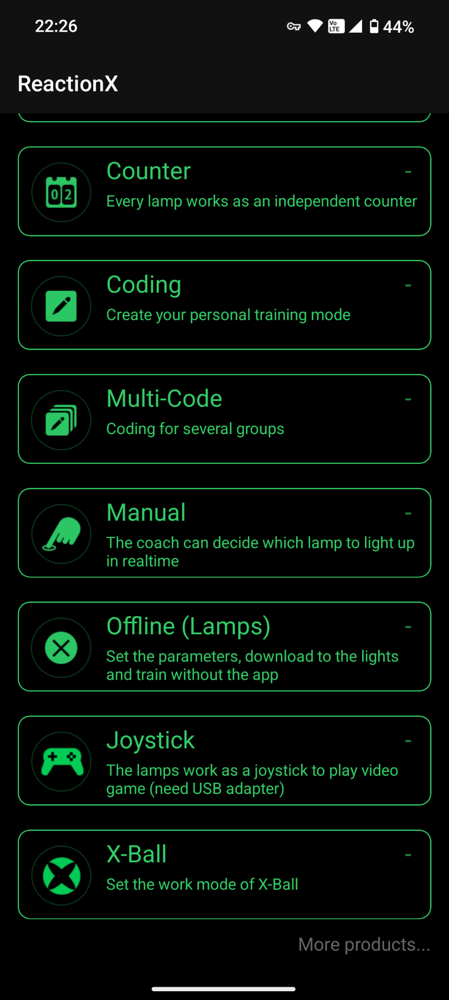 22:26
Vo
LTE
44%
ReactionX
02
Counter
-
Every lamp works as an independent counter
Coding
-
Create your personal training mode
Multi-Code
-
Coding for several groups
Manual
-
The coach can decide which lamp to light up
in realtime
Offline (Lamps)
-
Set the parameters, download to the lights
and train without the app
Joystick
-
The lamps work as a joystick to play video
game (need USB adapter)
X-Ball
-
Set the work mode of X-Ball
More products...